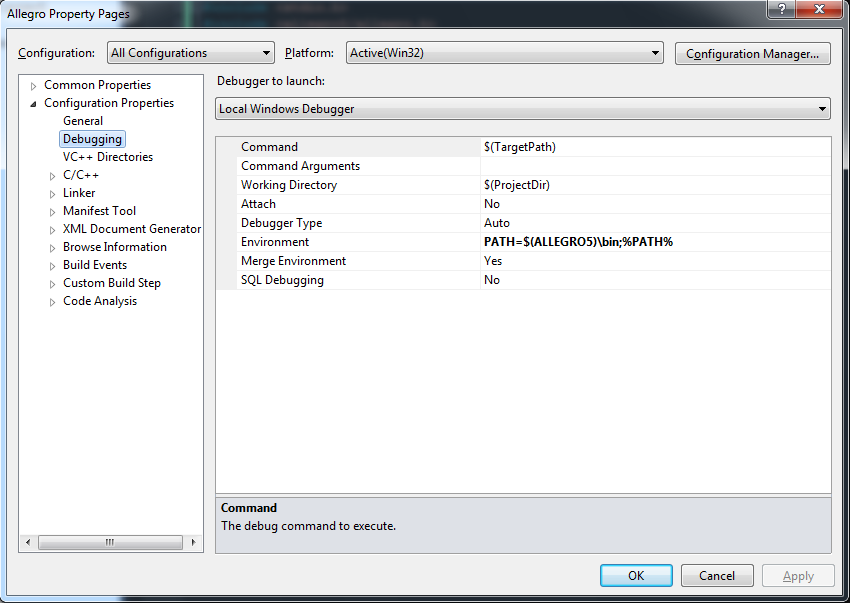 Allegro Property Pages
?
Configuration: All Configurations Platform: Active(Win32) Configuration Manager...
Common Properties
Configuration Properties
General
Debugging
VC++ Directories
C/C++
Linker
Manifest Tool
XML Document Generator
Browse Information
Build Events
Custom Build Step
Code Analysis
Debugger to launch:
Local Windows Debugger
Command $(TargetPath)
Command Arguments
Working Directory $(ProjectDir)
Attach No
Debugger Type Auto
Environment PATH=$(ALLEGRO5)\bin;%PATH%
Merge Environment Yes
SQL Debugging No
Command
The debug command to execute.
OK Cancel Apply